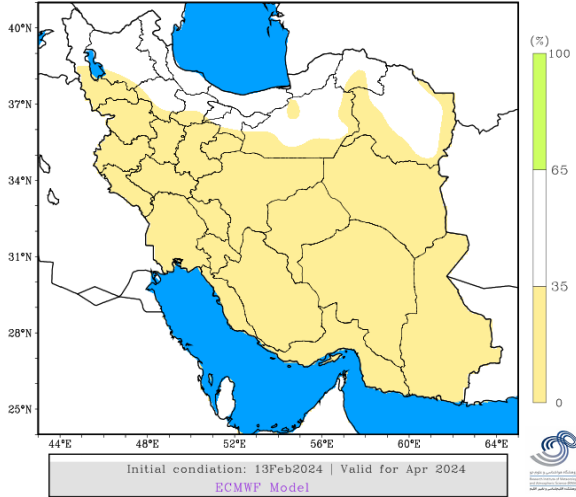 40°N
37°N
34°N
31°N
28°N
25°N
44°E 48°E 52°E 56°E 60°E 64°E
(%)
100
65
35
0
Initial condiation: 13Feb2024 | Valid for Apr 2024
ECMWF Model